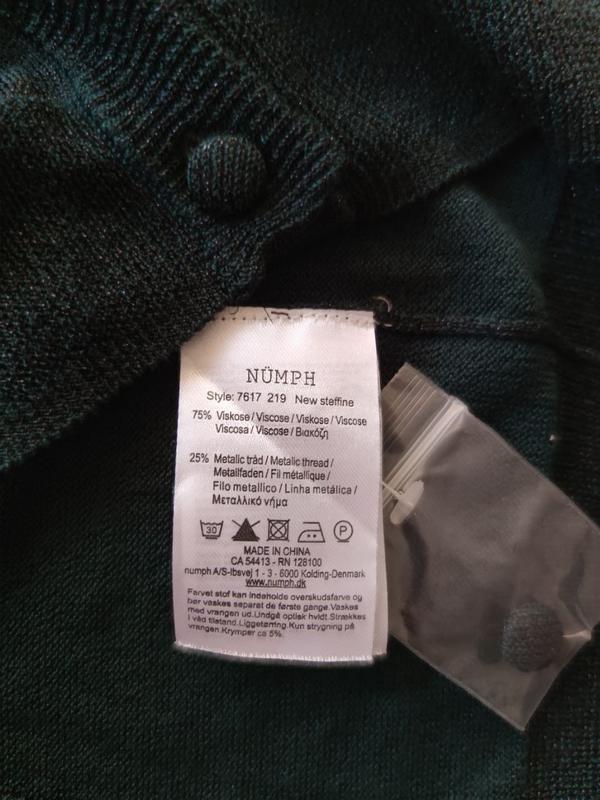 NÜMPH
Style: 7617 219 New steffine
75% Viskose / Viscose / Viskose / Viscose
Viscosa / Viscose / Βισκόζη
25% Metalic tråd / Metallic thread /
Metallfaden / Fil métallique /
Filo metallico / Linha metálica /
Μεταλλικό νήμα
30 P
MADE IN CHINA
CA 54413 - RN 128100
numph A/S-Ibsvej 1 - 3 - 6000 Kolding-Denmark
www.numph.dk
Farvet stof kan indeholde overskudsfarve og
bør vaskes separat de første gange.Vaskes
med vrangen ud.Undgå optisk hvidt.Strækkes
i våd tilstand.Liggetørring.Kun strygning på
vrangen.Krymper ca 5%.